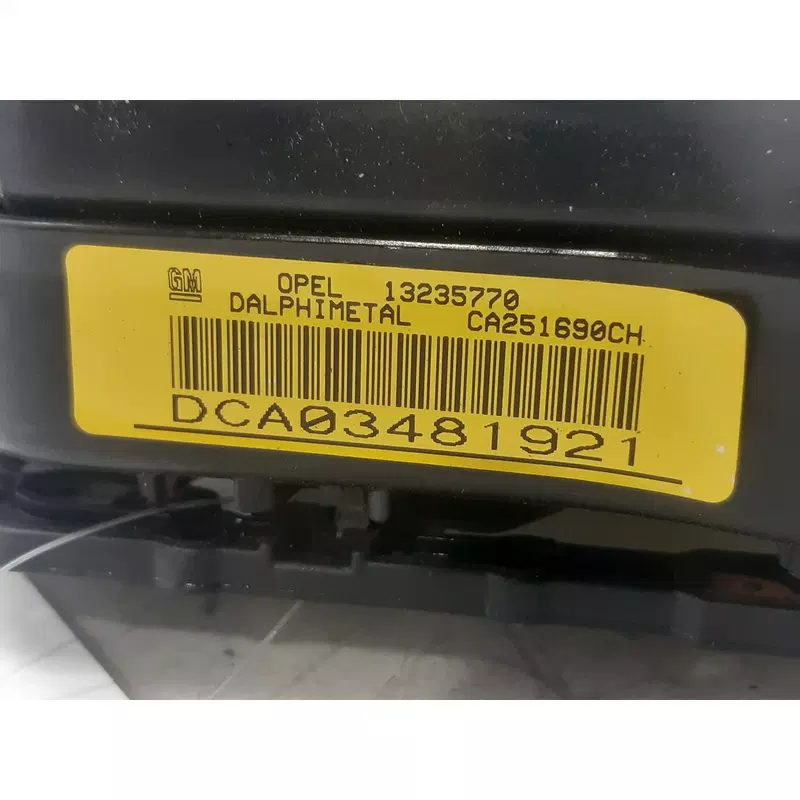 GM OPEL 13235770
DALPHIMETAL CA251690CH
DCA03481921